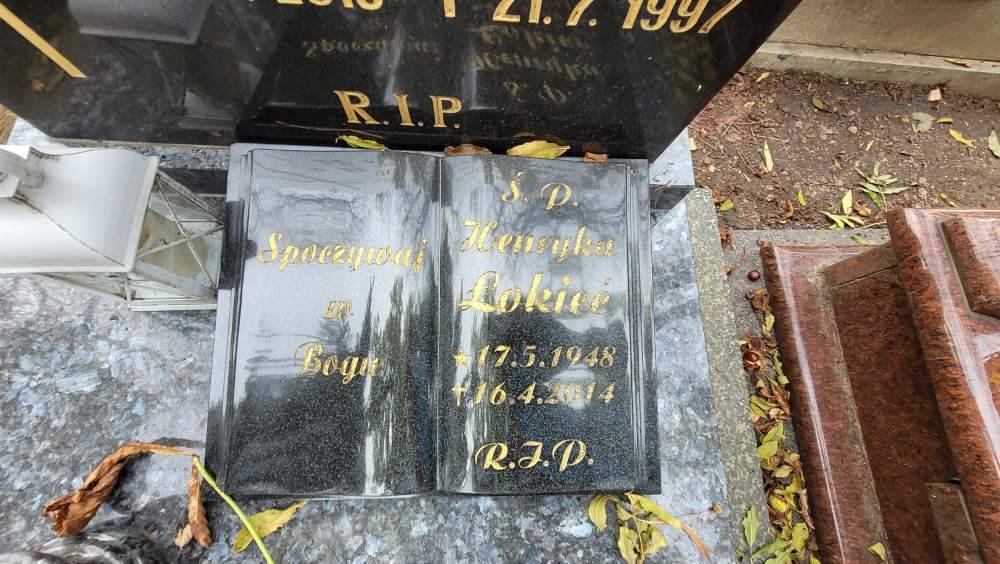 † 21.7.1997
R.I.P.
Spoczywaj
w
Bogu
Ś. P.
Henryka
Łokieć
* 17.5.1948
† 16.4.2014
R.I.P.